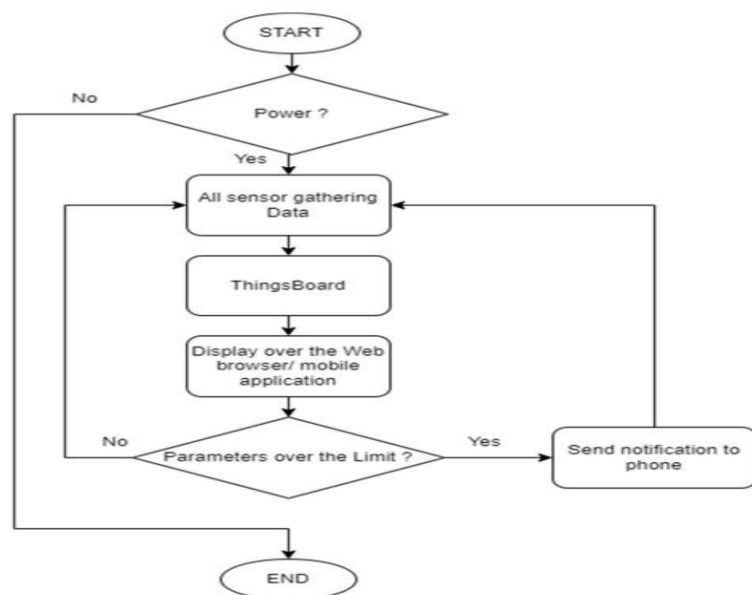 START
No
Power ?
Yes
All sensor gathering
Data
ThingsBoard
Display over the Web
browser/ mobile
application
No
Parameters over the Limit ?
Yes
Send notification to
phone
END